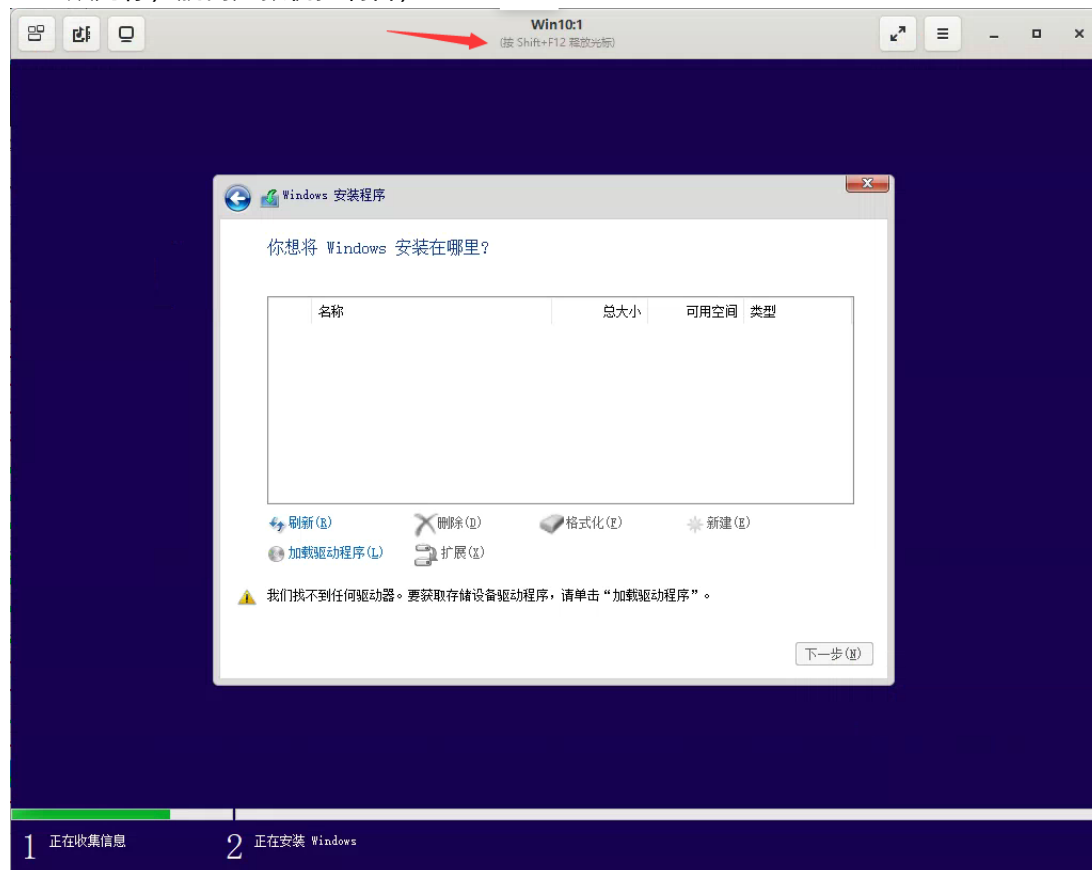 Win10:1
(按 Shift+F12 释放光标)
Windows 安装程序
你想将 Windows 安装在哪里?
名称 总大小 可用空间 类型
刷新(R) 删除(D) 格式化(F) 新建(E)
加载驱动程序(L) 扩展(X)
我们找不到任何驱动器。要获取存储设备驱动程序，请单击“加载驱动程序”。
下一步(N)
1 正在收集信息 2 正在安装 Windows